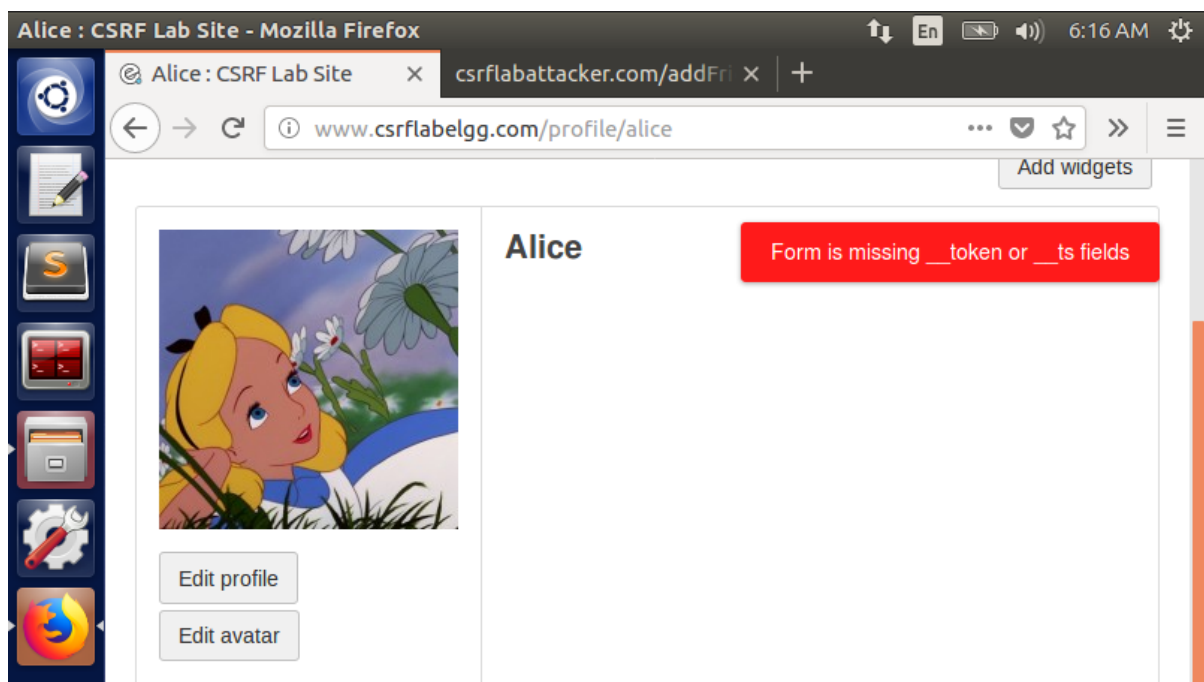 Alice : CSRF Lab Site - Mozilla Firefox
En
6:16 AM
Alice : CSRF Lab Site
csrflabattacker.com/addFri
www.csrflabelgg.com/profile/alice
Add widgets
Alice
Form is missing __token or __ts fields
Edit profile
Edit avatar